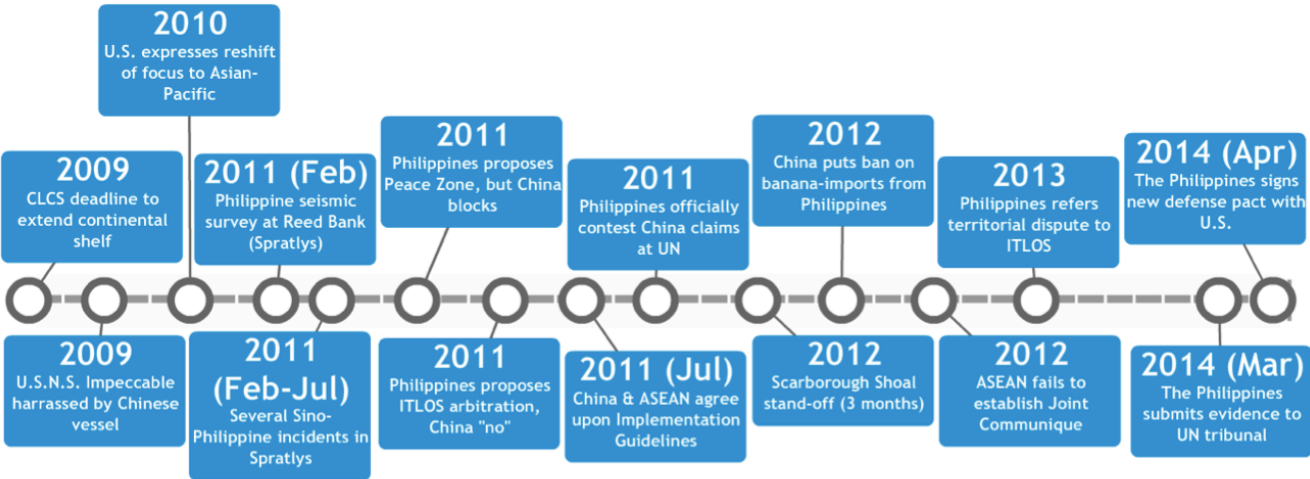 2009
CLCS deadline to
extend continental
shelf
2009
U.S.N.S. Impeccable
harrassed by Chinese
vessel
2010
U.S. expresses reshift
of focus to Asian-
Pacific
2011 (Feb)
Philippine seismic
survey at Reed Bank
(Spratlys)
2011
(Feb-Jul)
Several Sino-
Philippine incidents in
Spratlys
2011
Philippines proposes
Peace Zone, but China
blocks
2011
Philippines proposes
ITLOS arbitration,
China "no"
2011 (Jul)
China & ASEAN agree
upon Implementation
Guidelines
2011
Philippines officially
contest China claims
at UN
2012
Scarborough Shoal
stand-off (3 months)
2012
China puts ban on
banana-imports from
Philippines
2012
ASEAN fails to
establish Joint
Communique
2013
Philippines refers
territorial dispute to
ITLOS
2014 (Mar)
The Philippines
submits evidence to
UN tribunal
2014 (Apr)
The Philippines signs
new defense pact with
U.S.